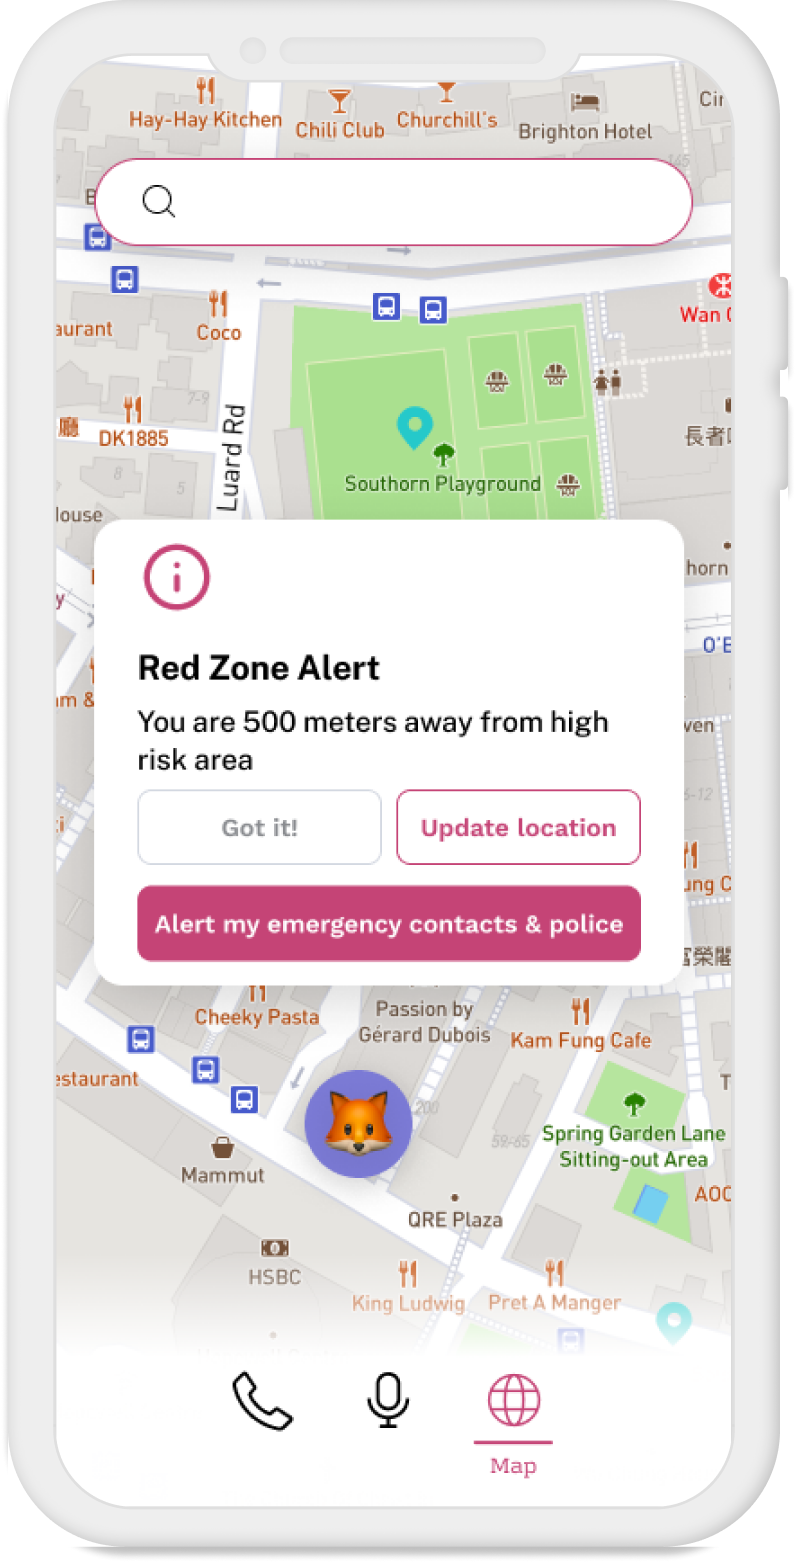 Hay-Hay Kitchen
Chili Club
Churchill's
Brighton Hotel
Cir
145
B
Coco
aurant
Wan C
7-9
廳
DK1885
Luard Rd
8
5
Southorn Playground
長者
louse
horn
y
O'E
Red Zone Alert
am &
You are 500 meters away from high
risk area
ven
6-12
Got it!
Update location
ti
ung C
Alert my emergency contacts & police
富榮閣
Cheeky Pasta
Passion by
Gérard Dubois
Kam Fung Cafe
estaurant
T
200
59-65
Spring Garden Lane
Sitting-out Area
Mammut
AOC
QRE Plaza
HSBC
King Ludwig
Pret A Manger
Map